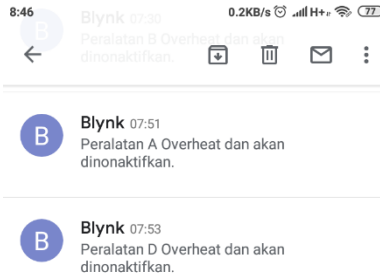 8:46
0.2KB/s H+ 77
Blynk 07:30
Peralatan B Overheat dan akan
dinonaktifkan.
B
Blynk 07:51
Peralatan A Overheat dan akan
dinonaktifkan.
B
Blynk 07:53
Peralatan D Overheat dan akan
dinonaktifkan.